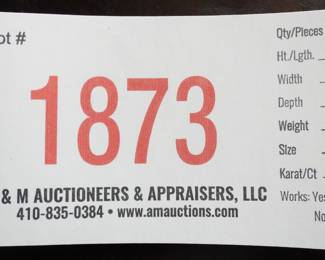 ot #
1873
& M AUCTIONEERS & APPRAISERS, LLC
410-835-0384 • www.amauctions.com
Qty/Pieces
Ht./Lgth.
Width
Depth
Weight
Size
Karat/Ct
Works: Yes
No